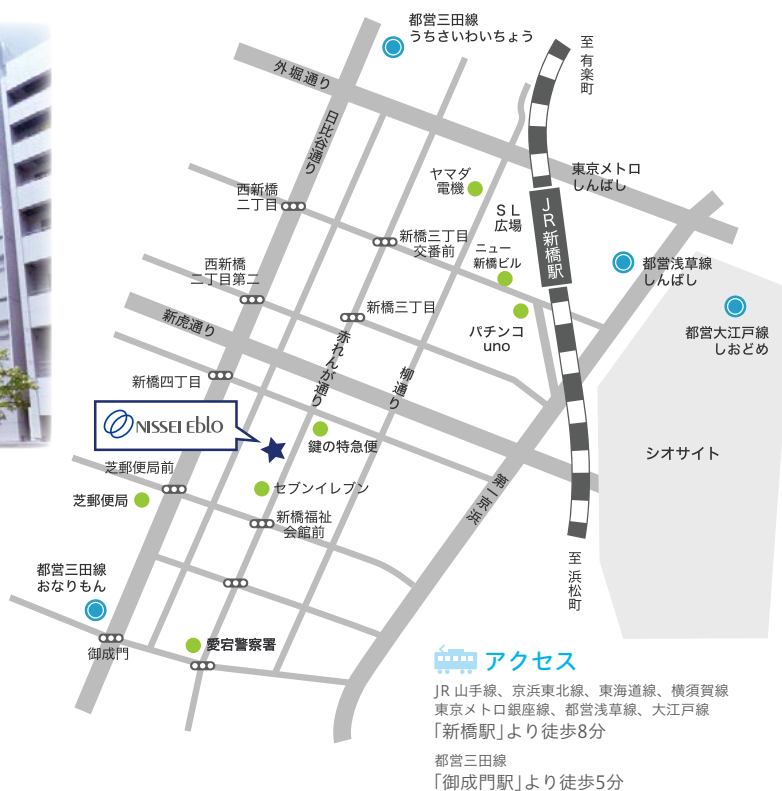 都営三田線
うちさいわいちょう
至
有楽町
外堀通り
日比谷通り
東京メトロ
しんばし
ヤマダ
電機
西新橋
二丁目
SL
広場
JR新橋駅
新橋三丁目
交番前
ニュー
新橋ビル
都営浅草線
しんばし
西新橋
二丁目第二
新橋三丁目
新虎通り
パチンコ
uno
都営大江戸線
しおどめ
赤れんが通り
柳通り
新橋四丁目
NISSEI Eblo
鍵の特急便
シオサイト
芝郵便局前
セブンイレブン
芝郵便局
第一京浜
新橋福祉
会館前
至
浜松町
都営三田線
おなりもん
御成門
愛宕警察署
アクセス
JR山手線、京浜東北線、東海道線、横須賀線
東京メトロ銀座線、都営浅草線、大江戸線
「新橋駅」より徒歩8分
都営三田線
「御成門駅」より徒歩5分